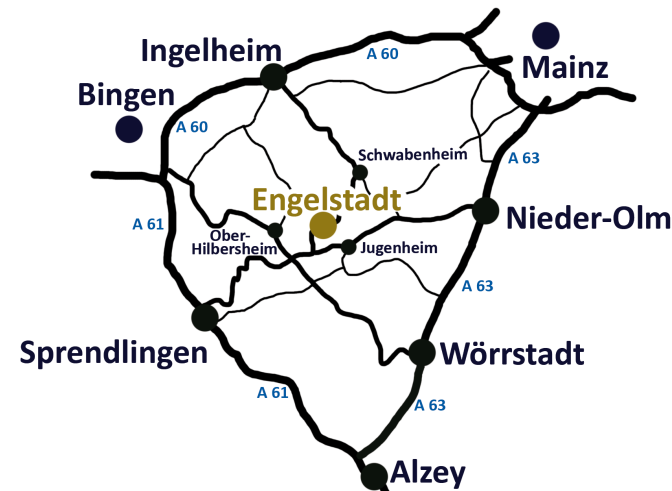 Ingelheim
A 60
Mainz
Bingen
A 60
Schwabenheim
A 63
Engelstadt
Nieder-Olm
A 61
Ober-
Hilbersheim
Jugenheim
A 63
Sprendlingen
Wörrstadt
A 61
A 63
Alzey